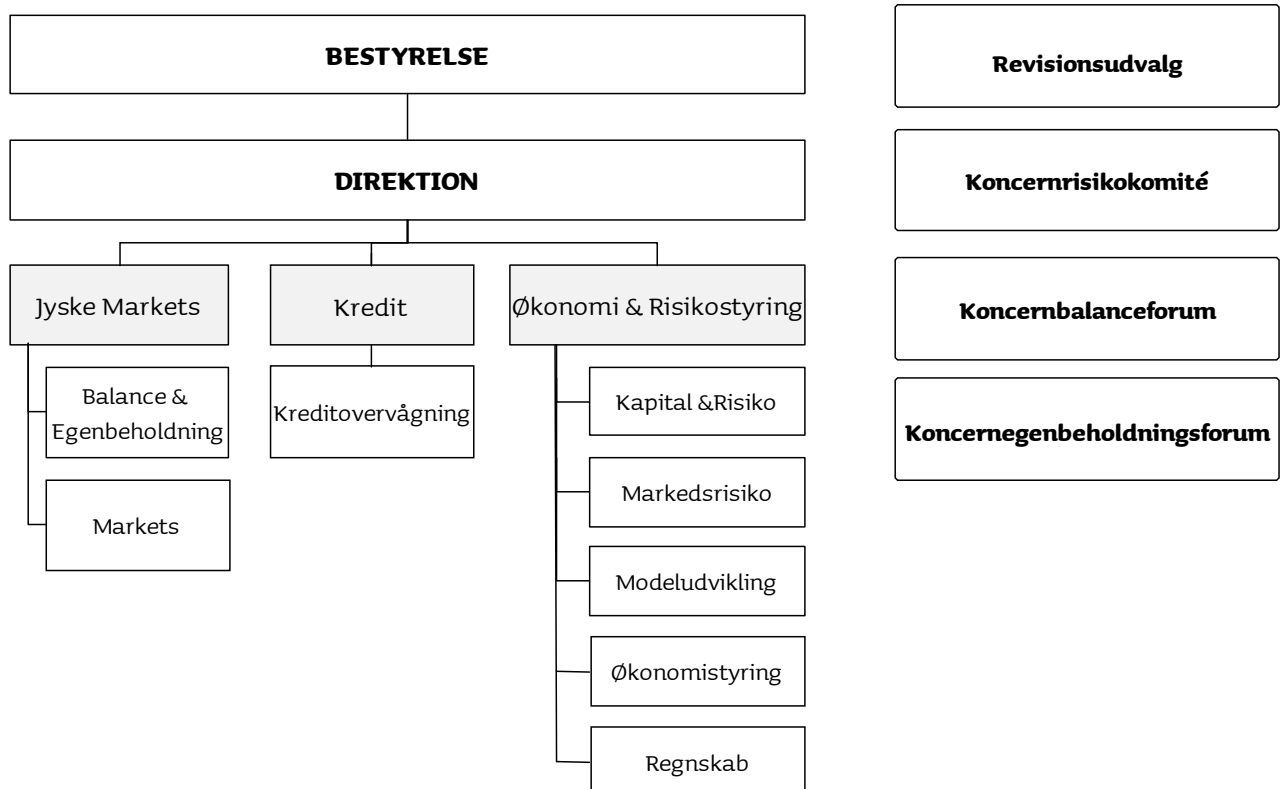 BESTYRELSE
DIREKTION
Jyske Markets
Balance &
Egenbeholdning
Markets
Kredit
Kreditovervågning
Økonomi & Risikostyring
Kapital &Risiko
Markedsrisiko
Modeludvikling
Økonomistyring
Regnskab
Revisionsudvalg
Koncernrisikokomité
Koncernbalanceforum
Koncernegenbeholdningsforum